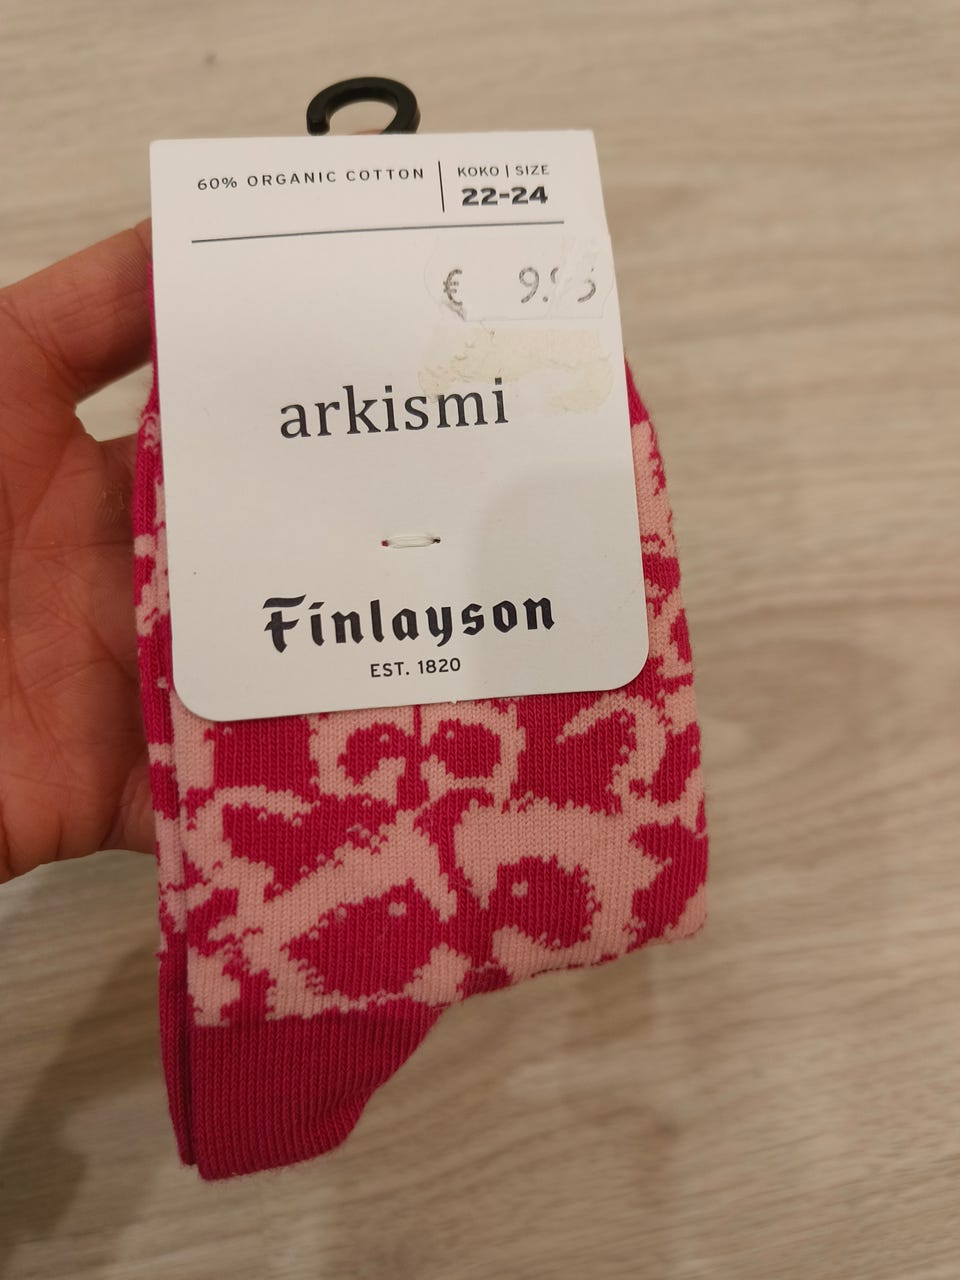 60% ORGANIC COTTON
KOKO | SIZE
22-24
€
arkismi
Finlayson
EST. 1820